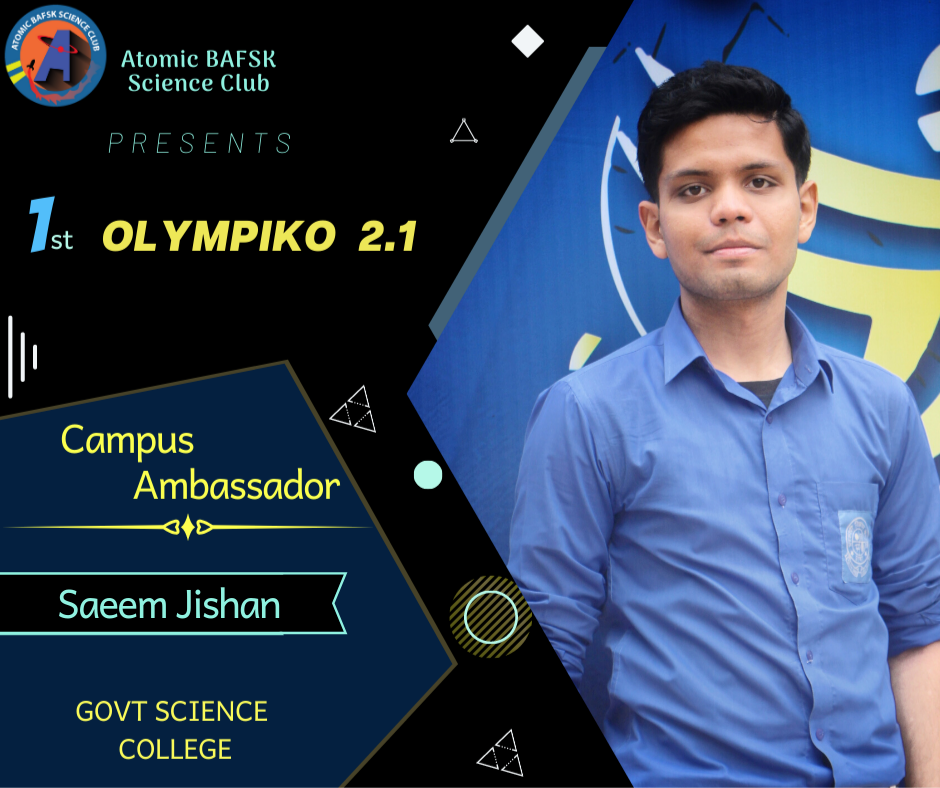 ATOMIC BAFSK SCIENCE CLUB
A
Atomic BAFSK
Science Club
PRESENTS
1st OLYMPIKO 2.1
Campus
Ambassador
Saeem Jishan
GOVT SCIENCE
COLLEGE